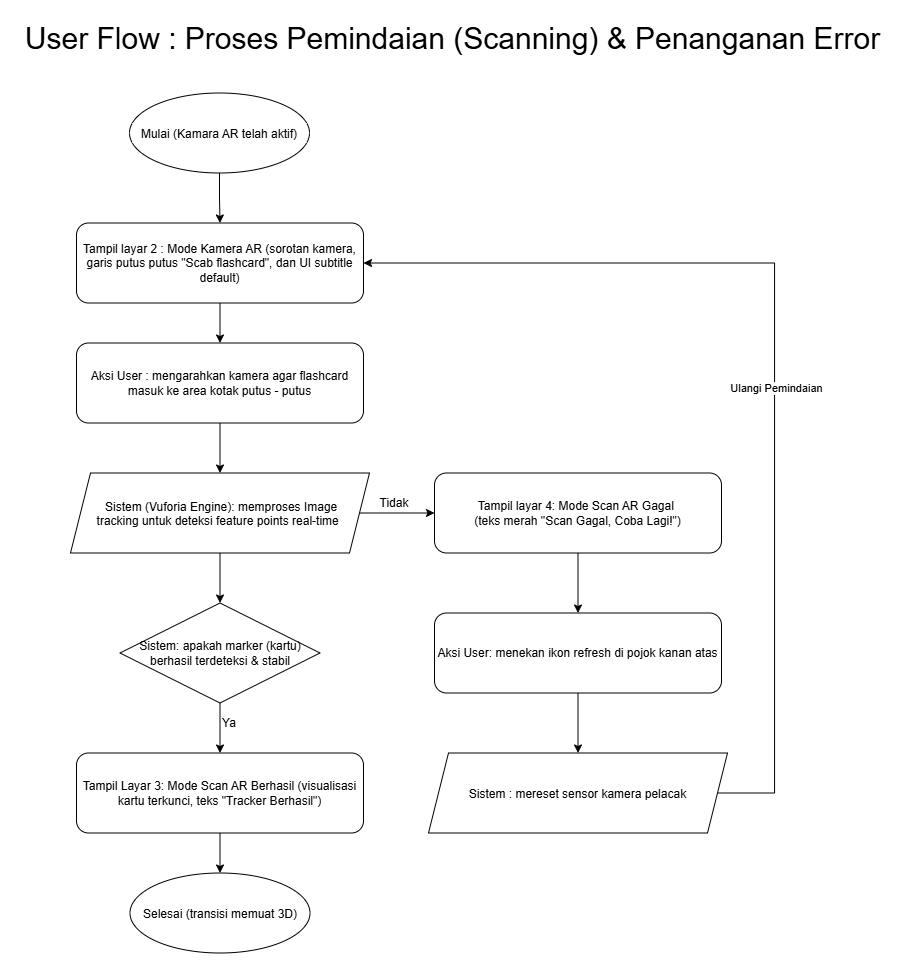 User Flow : Proses Pemindaian (Scanning) & Penanganan Error
Mulai (Kamara AR telah aktif)
Tampil layar 2 : Mode Kamera AR (sorotan kamera,
garis putus putus "Scab flashcard", dan UI subtitle
default)
Aksi User : mengarahkan kamera agar flashcard
masuk ke area kotak putus - putus
Sistem (Vuforia Engine): memproses Image
tracking untuk deteksi feature points real-time
Tidak
Tampil layar 4: Mode Scan AR Gagal
(teks merah "Scan Gagal, Coba Lagi!")
Aksi User: menekan ikon refresh di pojok kanan atas
Sistem : mereset sensor kamera pelacak
Ulangi Pemindaian
Sistem: apakah marker (kartu)
berhasil terdeteksi & stabil
Ya
Tampil Layar 3: Mode Scan AR Berhasil (visualisasi
kartu terkunci, teks "Tracker Berhasil")
Selesai (transisi memuat 3D)